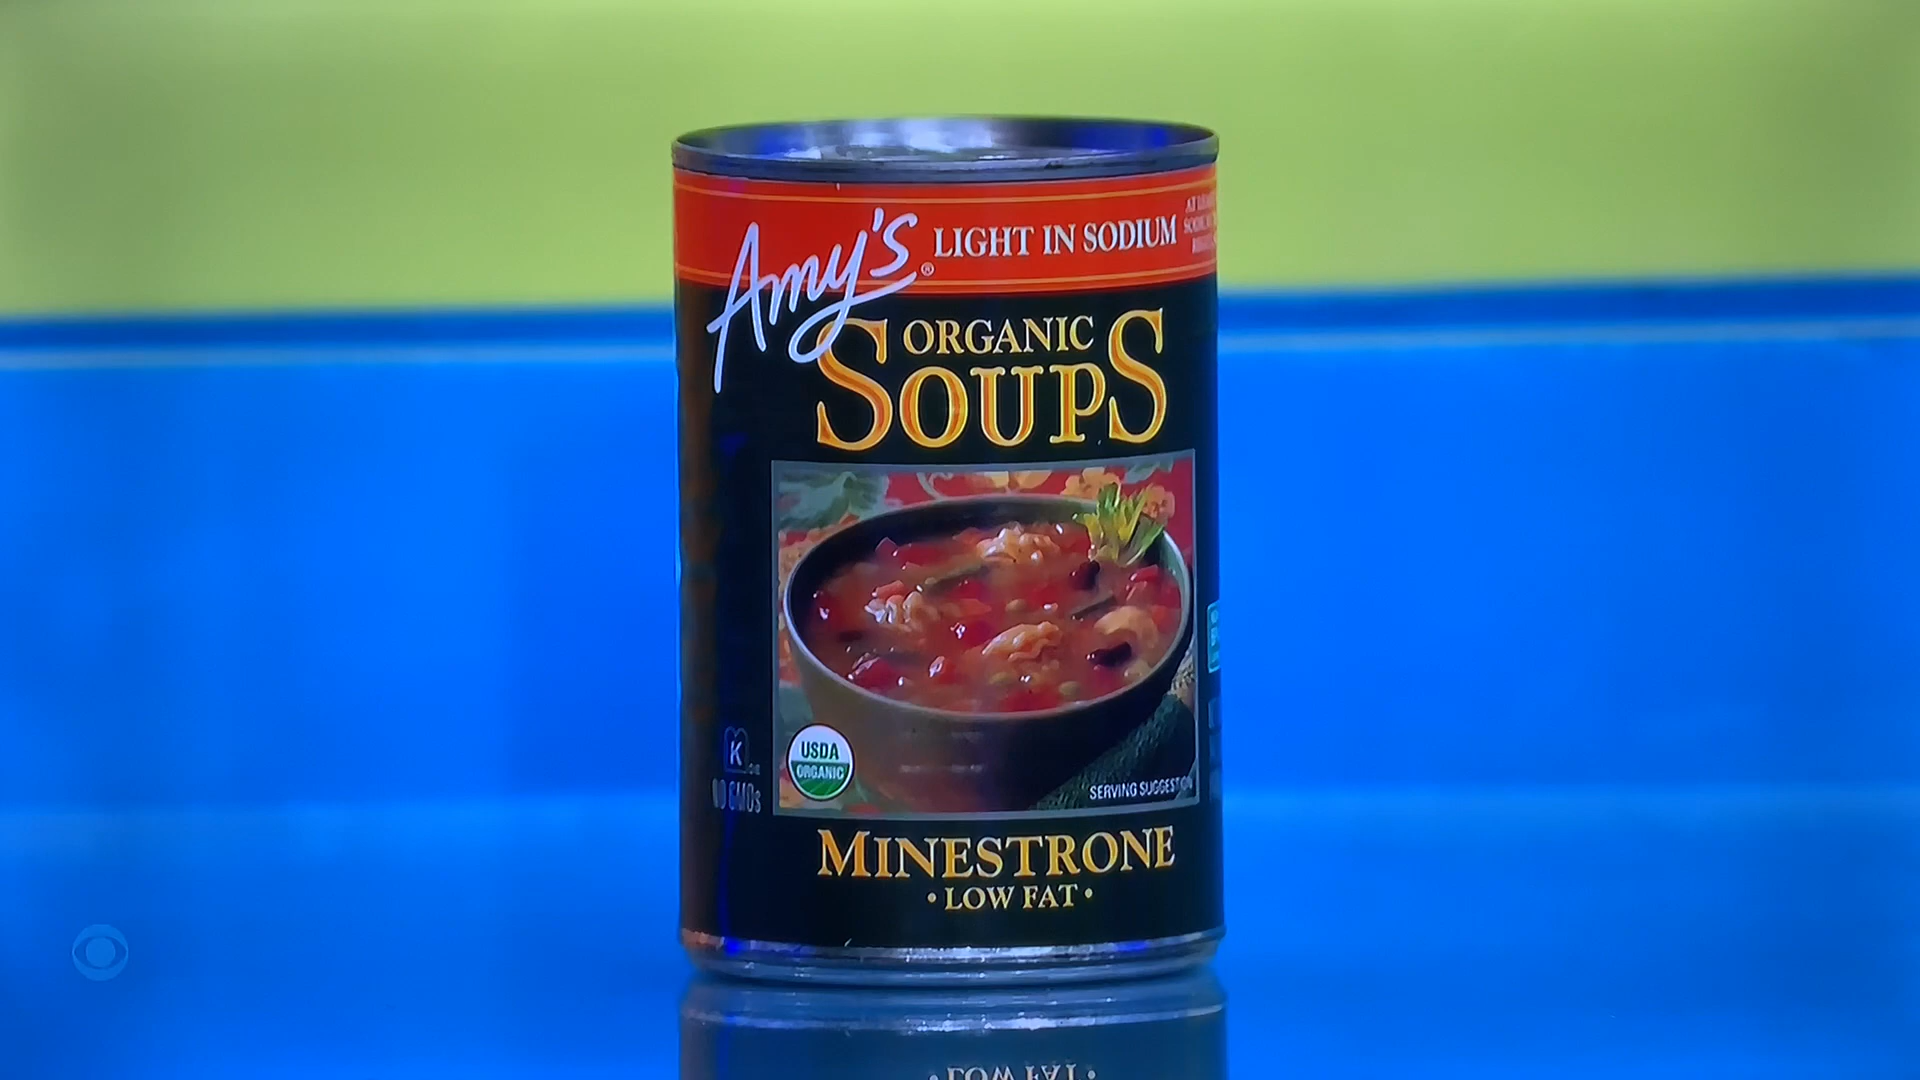 Amy's®
LIGHT IN SODIUM
ORGANIC
SOUPS
K
USDA
ORGANIC
SERVING SUGGESTION
MINESTRONE
• LOW FAT •